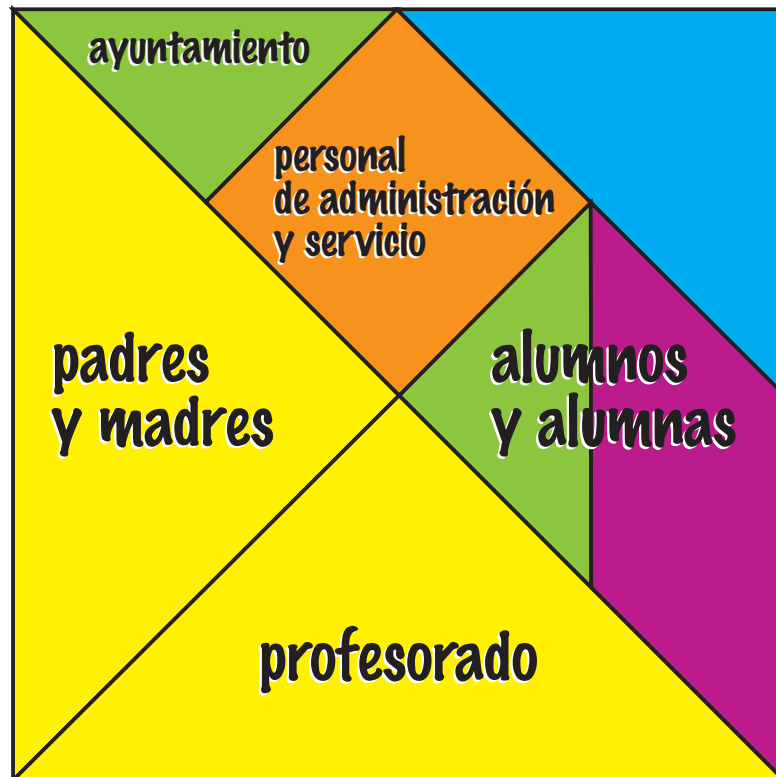 ayuntamiento
personal
de administración
y servicio
padres
y madres
alumnos
y alumnas
profesorado